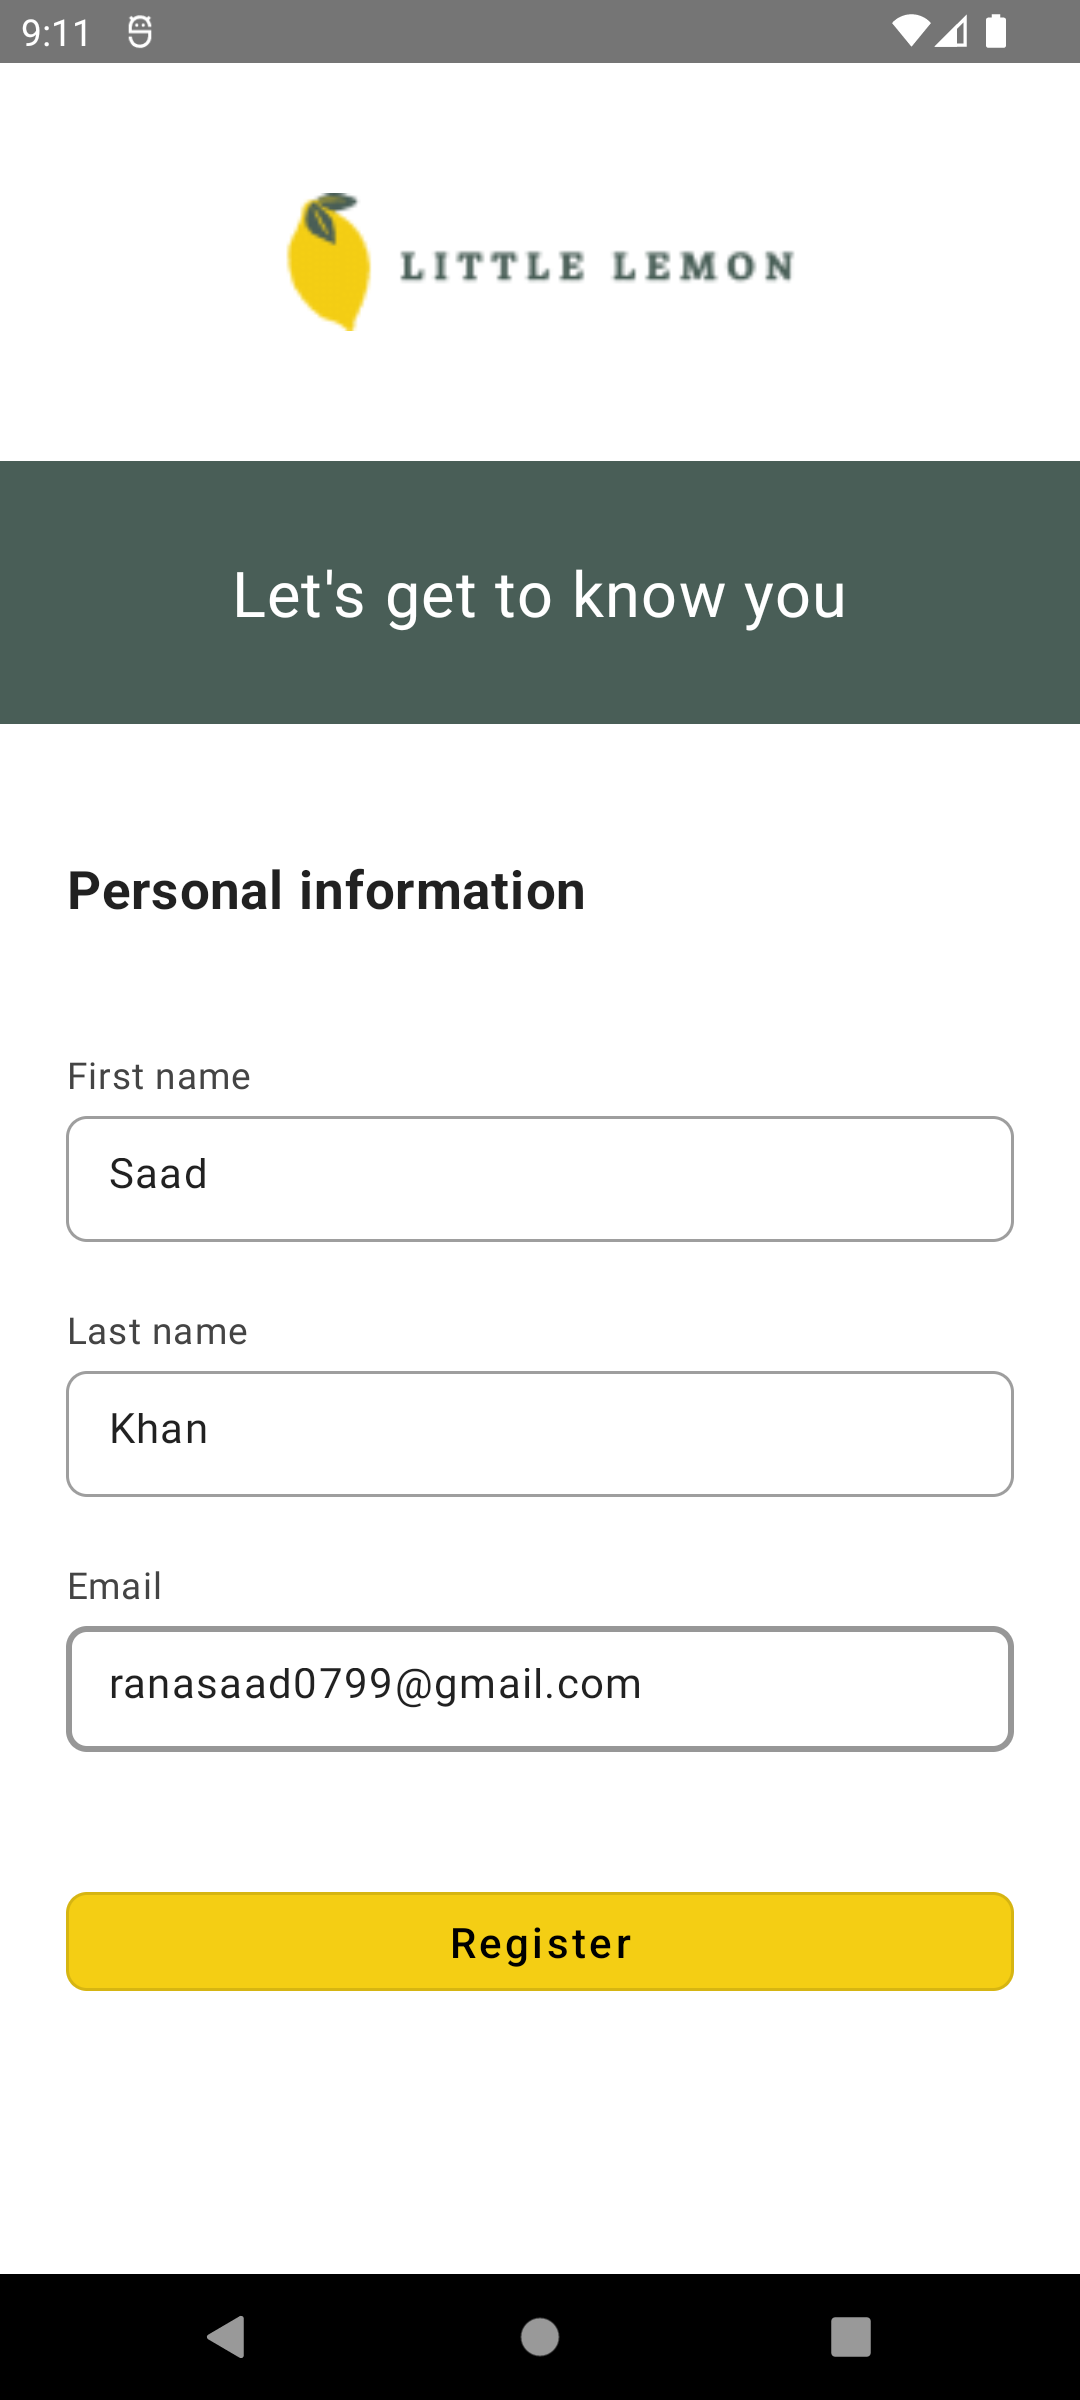 9:11
LITTLE LEMON
Let's get to know you
Personal information
First name
Saad
Last name
Khan
Email
ranasaad0799@gmail.com
Register